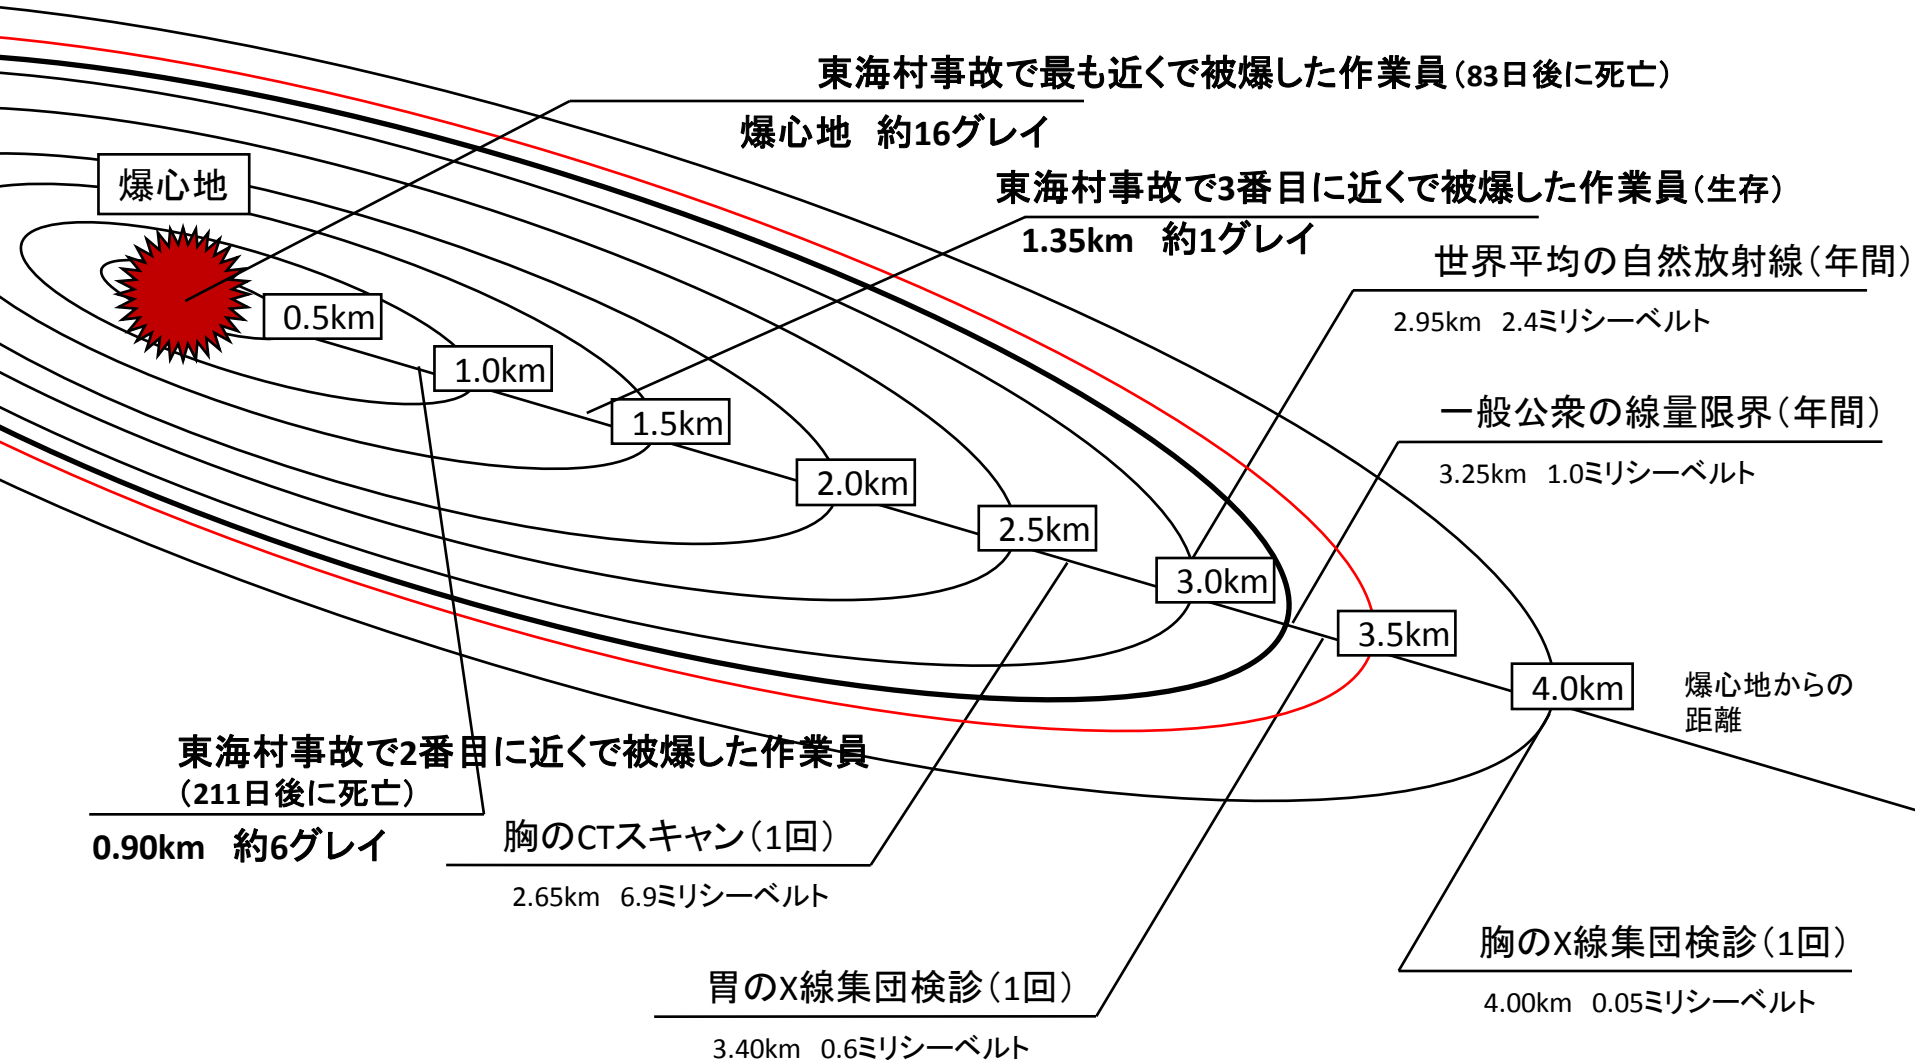 東海村事故で最も近くで被爆した作業員（83日後に死亡）
爆心地 約16グレイ
爆心地
東海村事故で3番目に近くで被爆した作業員（生存）
1.35km 約1グレイ
世界平均の自然放射線（年間）
2.95km 2.4ミリシーベルト
0.5km
1.0km
1.5km
2.0km
2.5km
3.0km
3.5km
4.0km
一般公衆の線量限界（年間）
3.25km 1.0ミリシーベルト
爆心地からの
距離
東海村事故で2番目に近くで被爆した作業員
（211日後に死亡）
0.90km 約6グレイ
胸のCTスキャン（1回）
2.65km 6.9ミリシーベルト
胃のX線集団検診（1回）
3.40km 0.6ミリシーベルト
胸のX線集団検診（1回）
4.00km 0.05ミリシーベルト